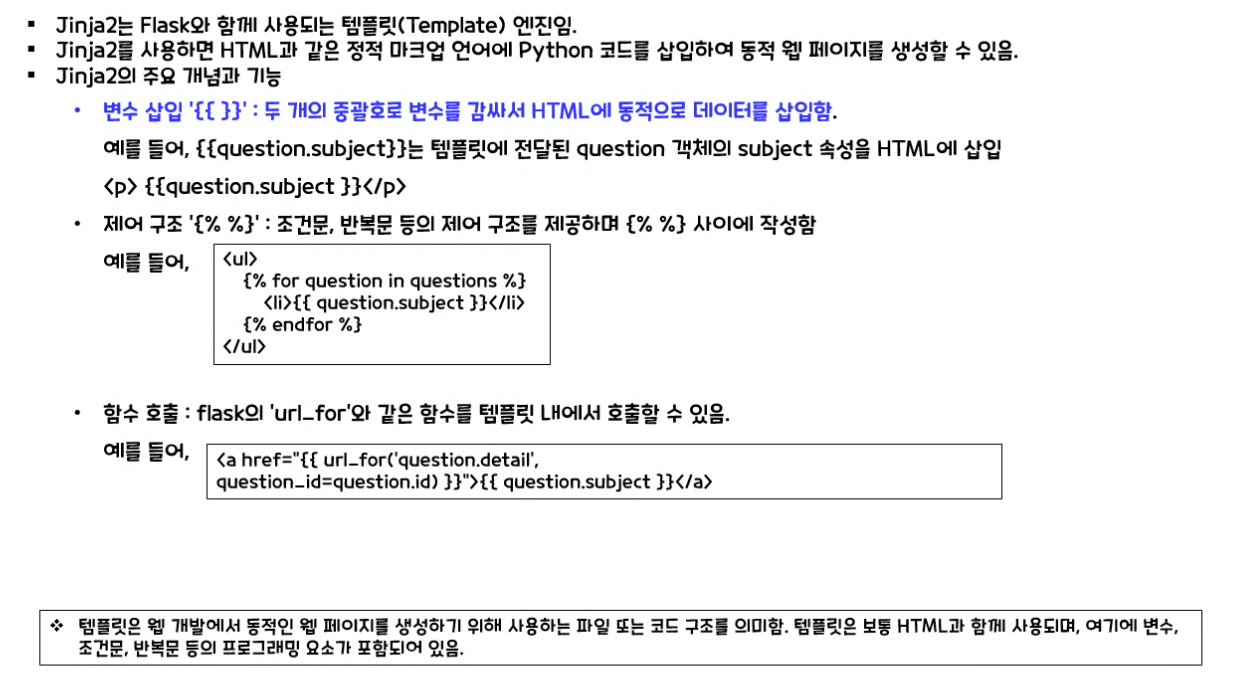 ▪ Jinja2는 Flask와 함께 사용되는 템플릿(Template) 엔진임.
▪ Jinja2를 사용하면 HTML과 같은 정적 마크업 언어에 Python 코드를 삽입하여 동적 웹 페이지를 생성할 수 있음.
▪ Jinja2의 주요 개념과 기능
• 변수 삽입 '{{ }}' : 두 개의 중괄호로 변수를 감싸서 HTML에 동적으로 데이터를 삽입함.
예를 들어, {{question.subject}}는 템플릿에 전달된 question 객체의 subject 속성을 HTML에 삽입
<p> {{question.subject }}</p>
• 제어 구조 '{% %}' : 조건문, 반복문 등의 제어 구조를 제공하며 {% %} 사이에 작성함
예를 들어,
<ul>
{% for question in questions %}
<li>{{ question.subject }}</li>
{% endfor %}
</ul>
• 함수 호출 : flask의 'url_for'와 같은 함수를 템플릿 내에서 호출할 수 있음.
예를 들어,
<a href="{{ url_for('question.detail',
question_id=question.id) }}">{{ question.subject }}</a>
❖ 템플릿은 웹 개발에서 동적인 웹 페이지를 생성하기 위해 사용하는 파일 또는 코드 구조를 의미함. 템플릿은 보통 HTML과 함께 사용되며, 여기에 변수,
조건문, 반복문 등의 프로그래밍 요소가 포함되어 있음.